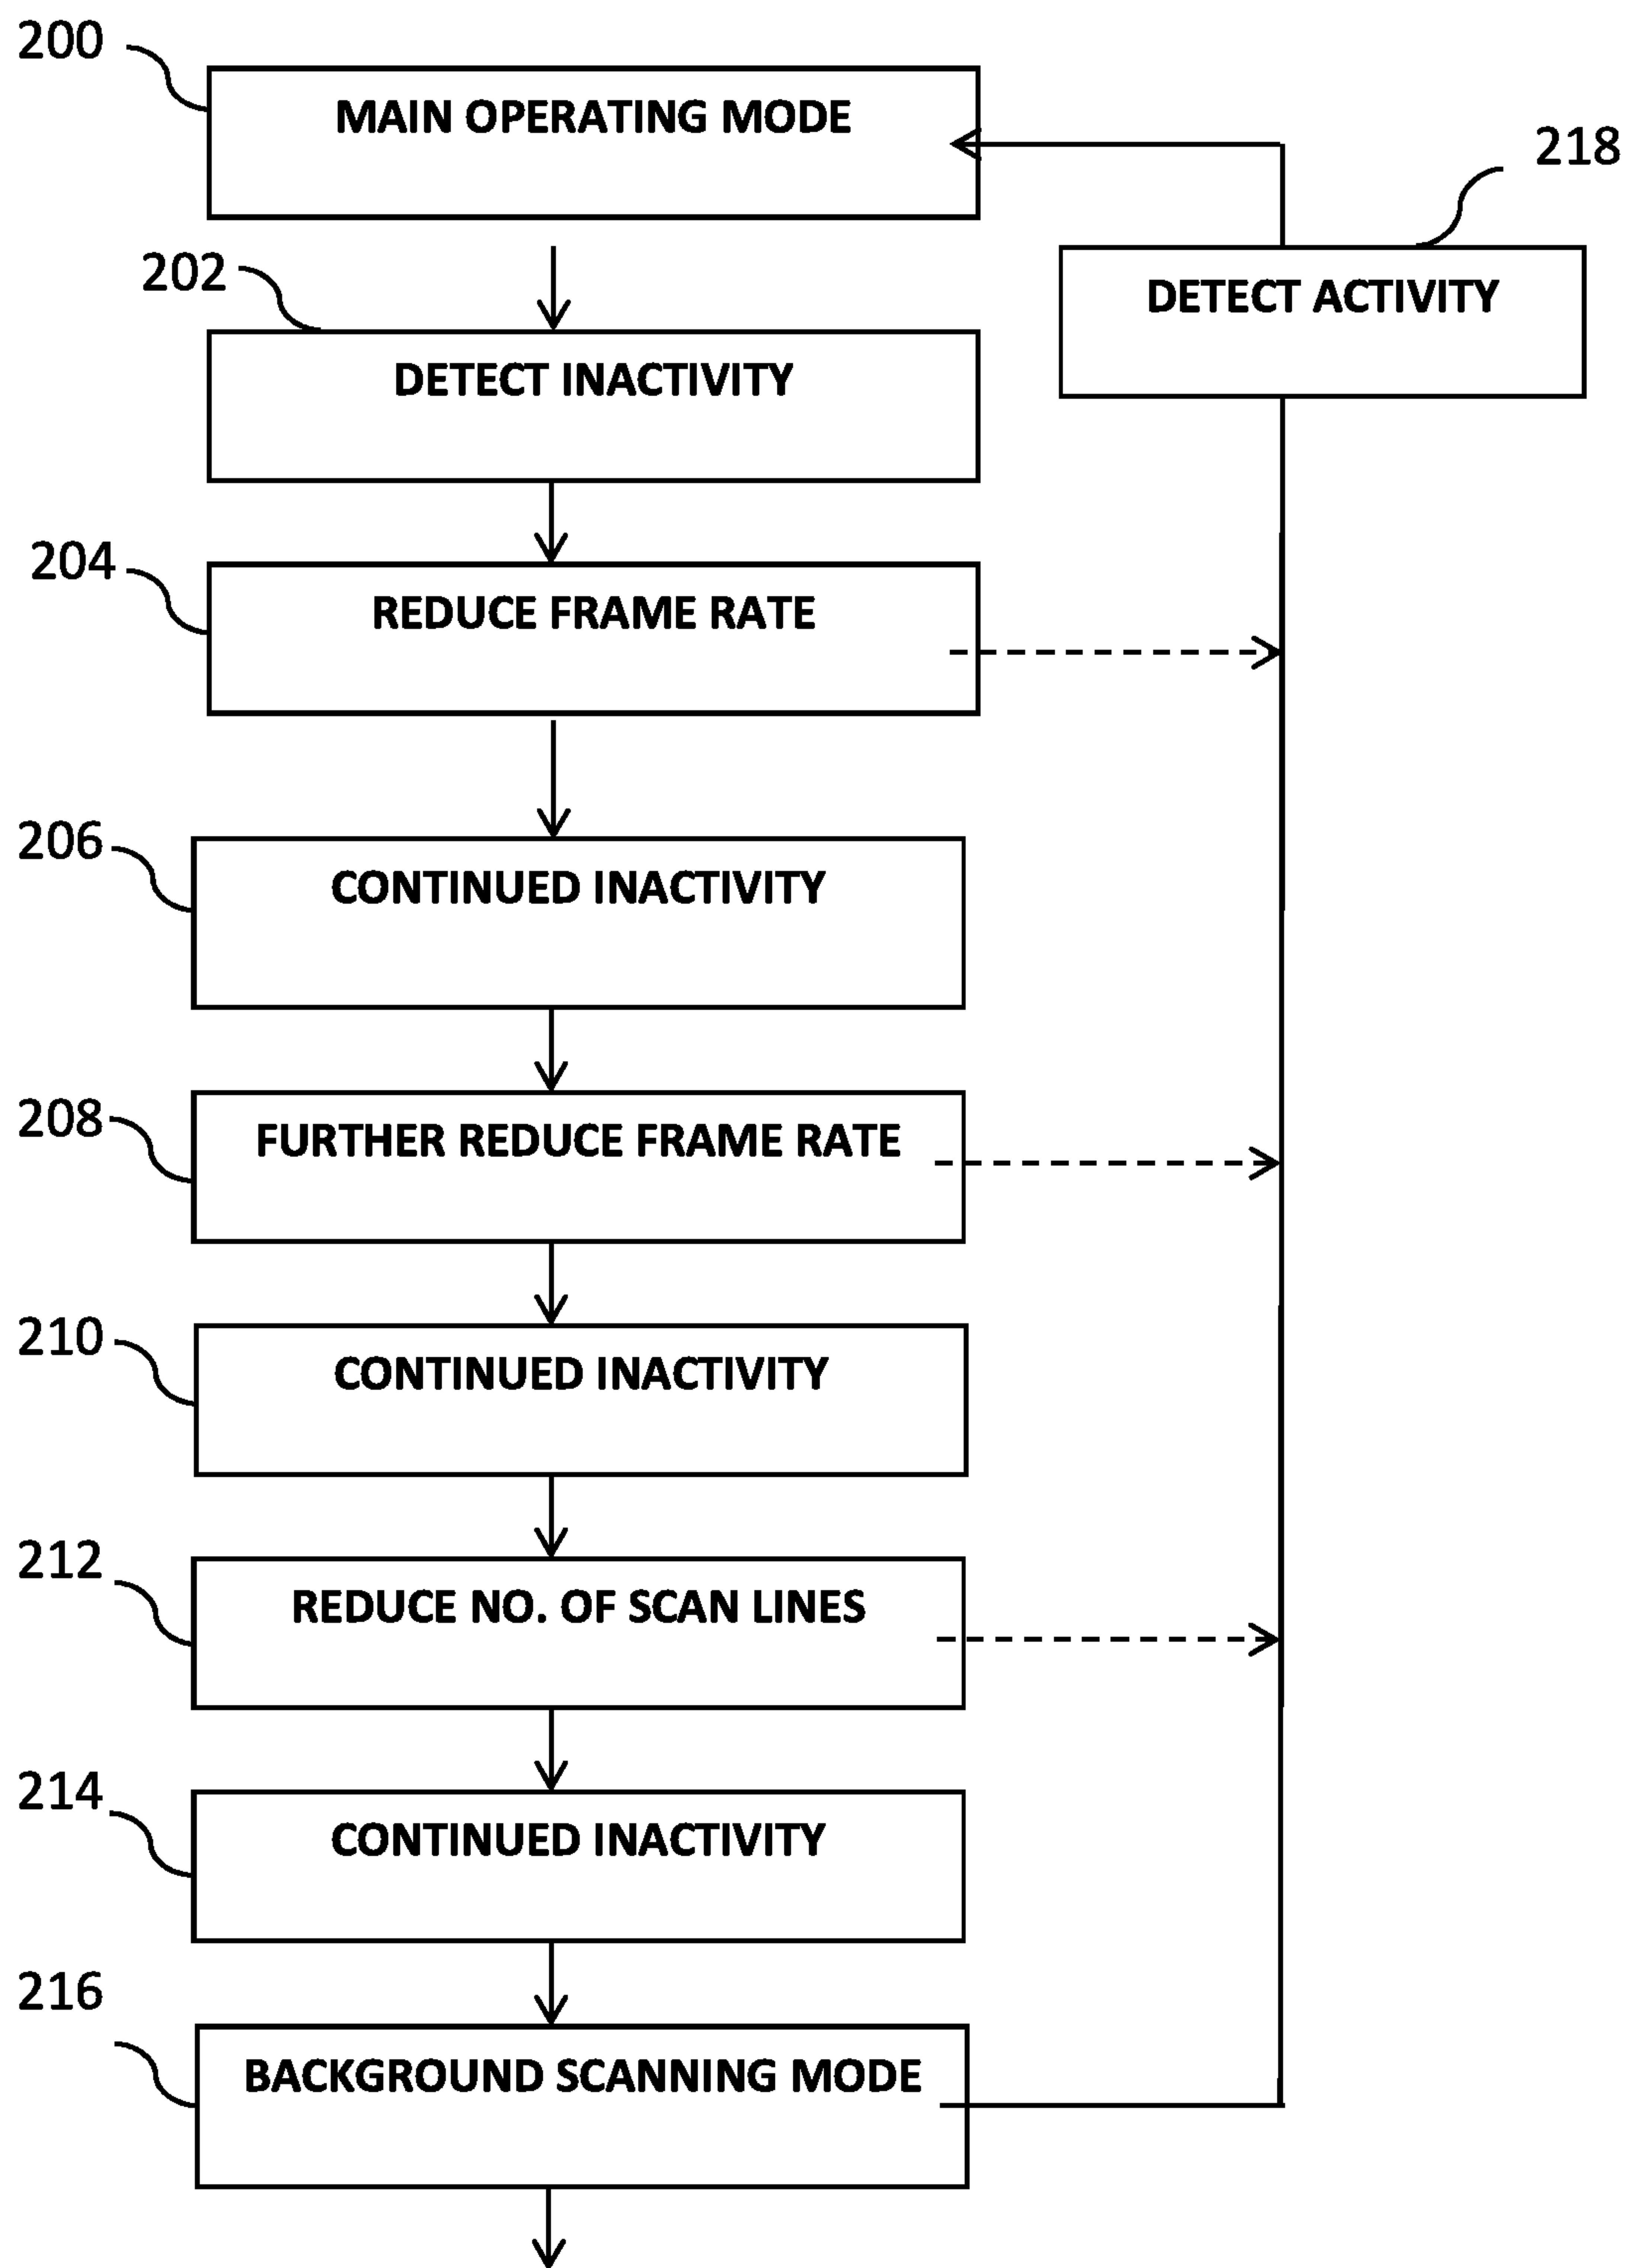 200
MAIN OPERATING MODE
218
202
DETECT ACTIVITY
DETECT INACTIVITY
204
REDUCE FRAME RATE
206
CONTINUED INACTIVITY
208
FURTHER REDUCE FRAME RATE
210
CONTINUED INACTIVITY
212
REDUCE NO. OF SCAN LINES
214
CONTINUED INACTIVITY
216
BACKGROUND SCANNING MODE